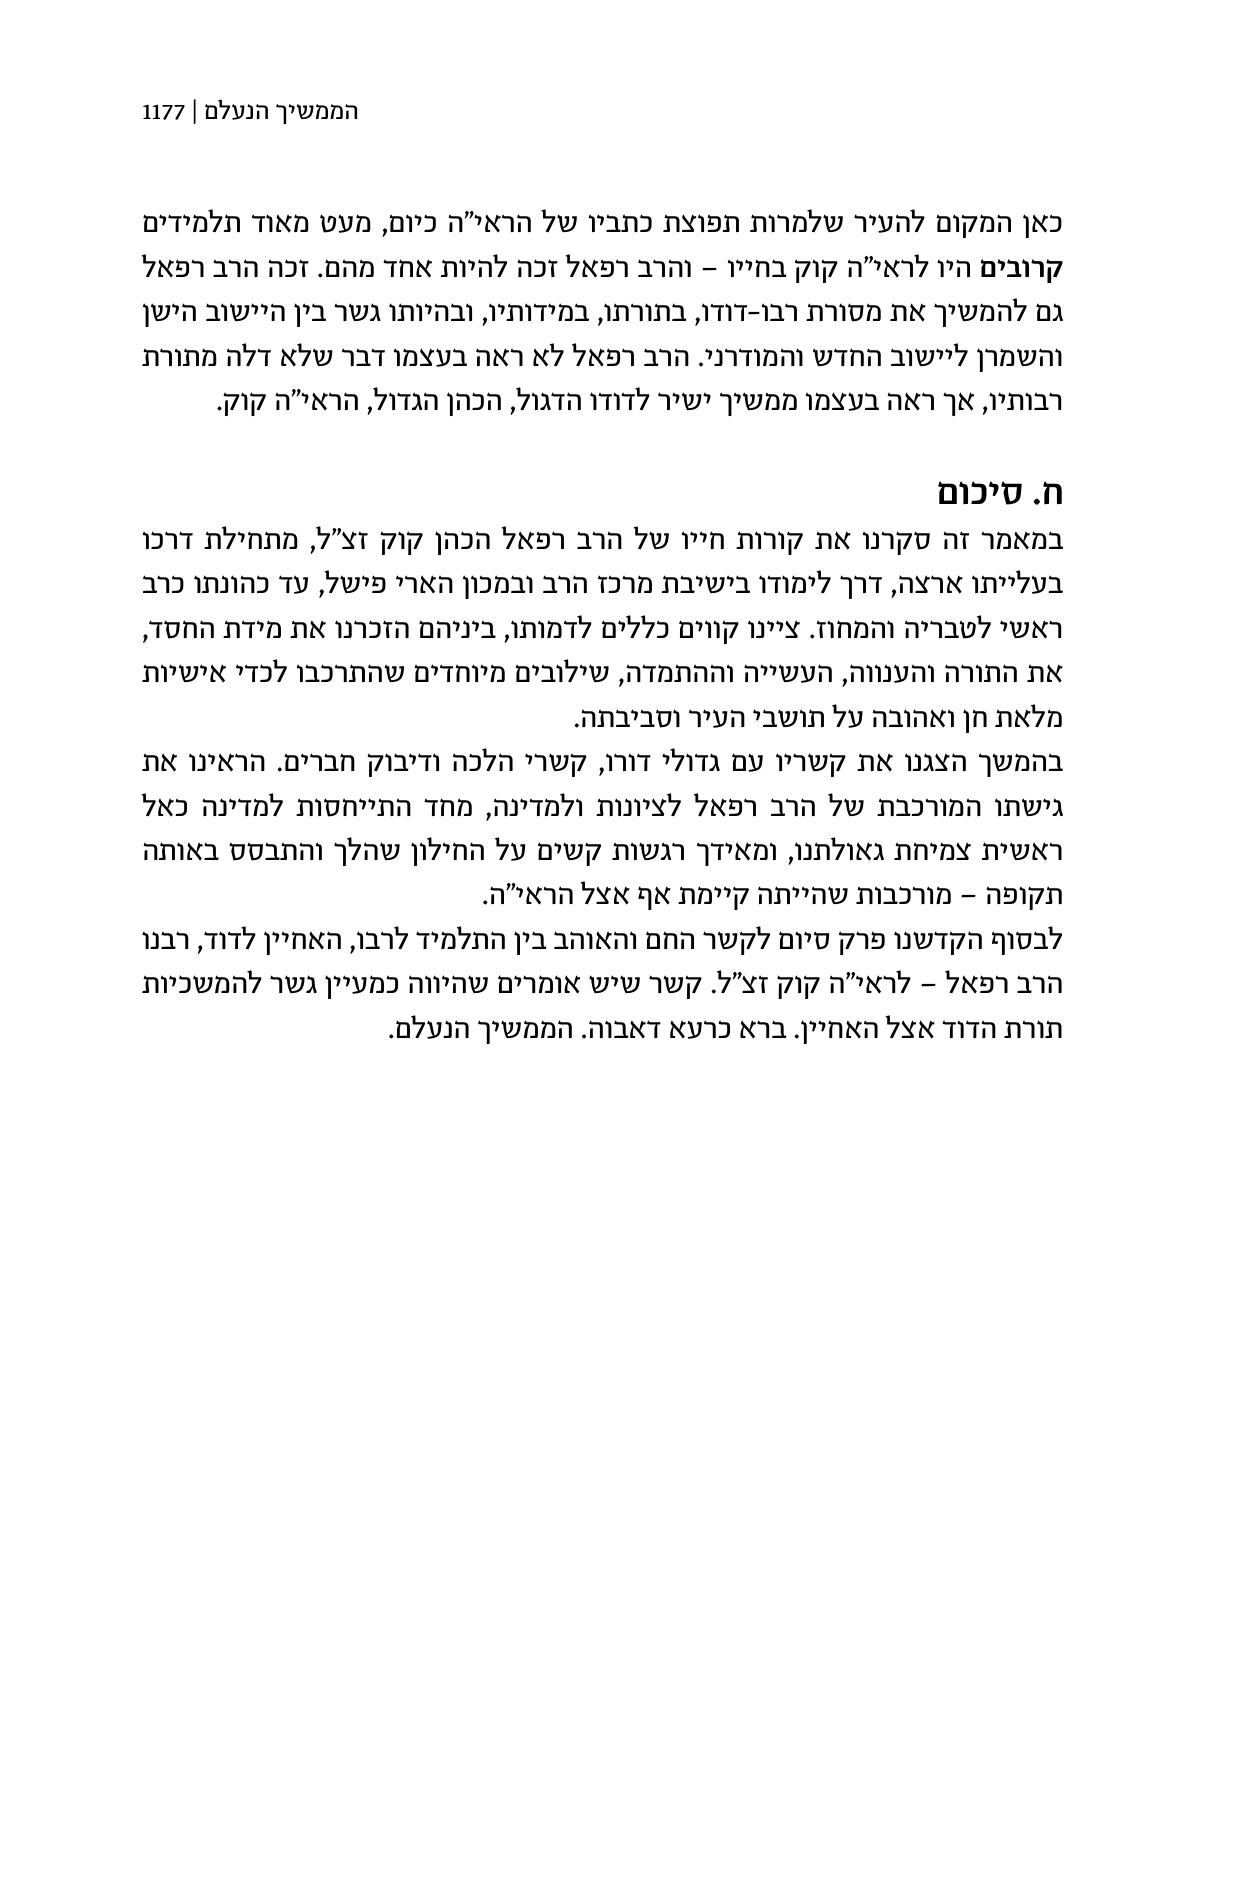 הממשיך הנעלם | 1177
כאן המקום להעיר שלמרות תפוצת כתביו של הראי״ה כיום, מעט מאוד תלמידים
קרובים היו לראי״ה קוק בחייו – והרב רפאל זכה להיות אחד מהם. זכה הרב רפאל
גם להמשיך את מסורת רבו-דודו, בתורתו, במידותיו, ובהיותו גשר בין היישוב הישן
והשמרן ליישוב החדש והמודרני. הרב רפאל לא ראה בעצמו דבר שלא דלה מתורת
רבותיו, אך ראה בעצמו ממשיך ישיר לדודו הדגול, הכהן הגדול, הראי״ה קוק.
ח. סיכום
במאמר זה סקרנו את קורות חייו של הרב רפאל הכהן קוק זצ״ל, מתחילת דרכו
בעלייתו ארצה, דרך לימודו בישיבת מרכז הרב ובמכון הארי פישל, עד כהונתו כרב
ראשי לטבריה והמחוז. ציינו קווים כללים לדמותו, ביניהם הזכרנו את מידת החסד,
את התורה והענווה, העשייה וההתמדה, שילובים מיוחדים שהתרכבו לכדי אישיות
מלאת חן ואהובה על תושבי העיר וסביבתה.
בהמשך הצגנו את קשריו עם גדולי דורו, קשרי הלכה ודיבוק חברים. הראינו את
גישתו המורכבת של הרב רפאל לציונות ולמדינה, מחד התייחסות למדינה כאל
ראשית צמיחת גאולתנו, ומאידך רגשות קשים על החילון שהלך והתבסס באותה
תקופה – מורכבות שהייתה קיימת אף אצל הראי״ה.
לבסוף הקדשנו פרק סיום לקשר החם והאוהב בין התלמיד לרבו, האחיין לדוד, רבנו
הרב רפאל – לראי״ה קוק זצ״ל. קשר שיש אומרים שהיווה כמעיין גשר להמשכיות
תורת הדוד אצל האחיין. ברא כרעא דאבוה. הממשיך הנעלם.